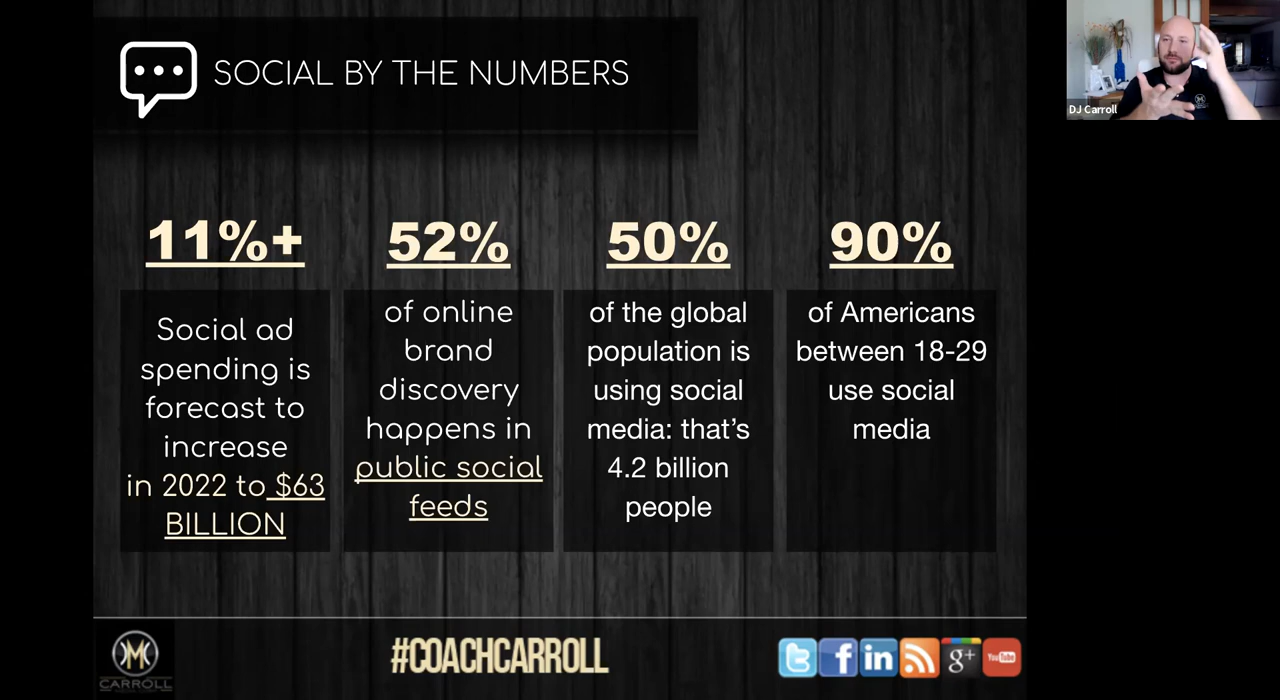 SOCIAL BY THE NUMBERS
11%+
Social ad
spending is
forecast to
increase
in 2022 to $63
BILLION
52%
of online
brand
discovery
happens in
public social
feeds
50%
of the global
population is
using social
media: that’s
4.2 billion
people
90%
of Americans
between 18-29
use social
media
DJ Carroll
CARROLL
#COACHCARROLL
in
g+
YouTube